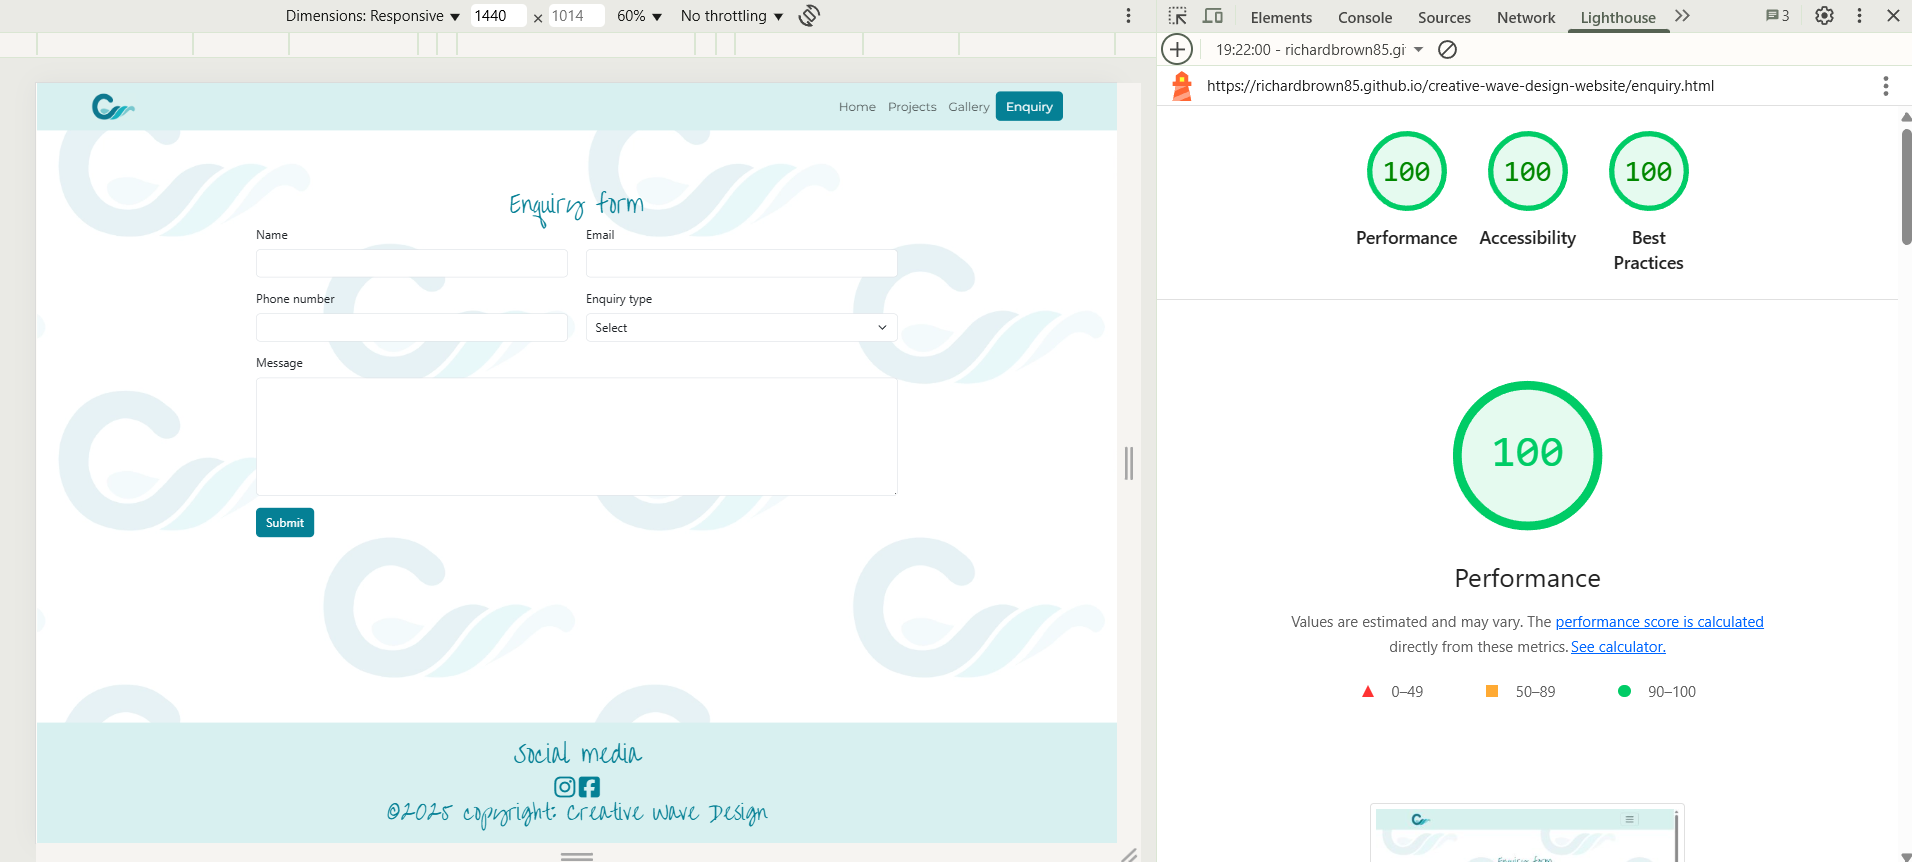 Dimensions: Responsive 1440 × 1014 60% No throttling
Elements Console Sources Network Lighthouse 3
19:22:00 - richardbrown85.gi
https://richardbrown85.github.io/creative-wave-design-website/enquiry.html
Home Projects Gallery Enquiry
Enquiry form
Name Email
Phone number Enquiry type
Select
Message
Submit
Social media
©2025 copyright: Creative Wave Design
100 100 100
Performance Accessibility Best
Practices
100
Performance
Values are estimated and may vary. The performance score is calculated
directly from these metrics. See calculator.
0–49 50–89 90–100
Enquiry form